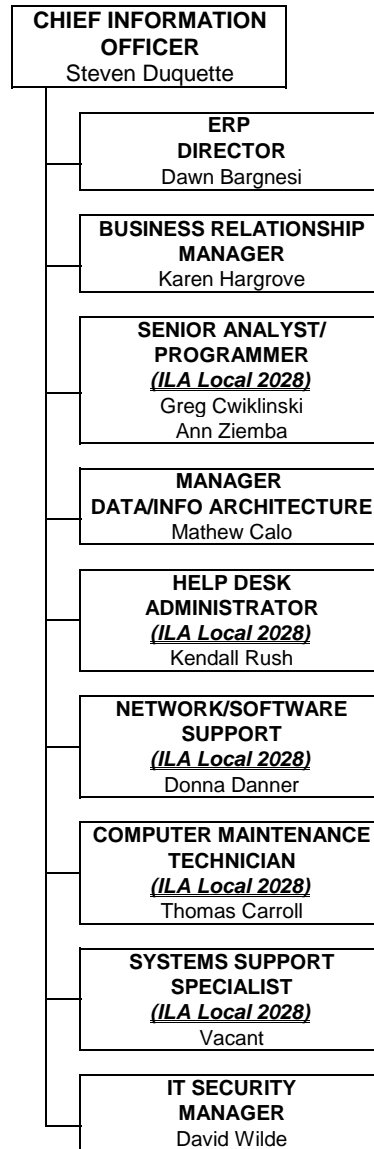 CHIEF INFORMATION
OFFICER
Steven Duquette
ERP
DIRECTOR
Dawn Bargnesi
BUSINESS RELATIONSHIP
MANAGER
Karen Hargrove
SENIOR ANALYST/
PROGRAMMER
(ILA Local 2028)
Greg Cwiklinski
Ann Ziemba
MANAGER
DATA/INFO ARCHITECTURE
Mathew Calo
HELP DESK
ADMINISTRATOR
(ILA Local 2028)
Kendall Rush
NETWORK/SOFTWARE
SUPPORT
(ILA Local 2028)
Donna Danner
COMPUTER MAINTENANCE
TECHNICIAN
(ILA Local 2028)
Thomas Carroll
SYSTEMS SUPPORT
SPECIALIST
(ILA Local 2028)
Vacant
IT SECURITY
MANAGER
David Wilde